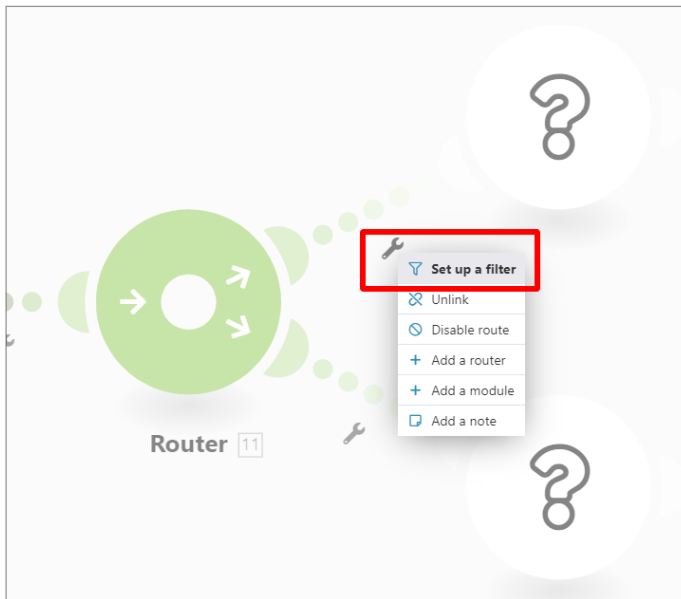 Set up a filter
Unlink
Disable route
Add a router
Add a module
Add a note
Router 11